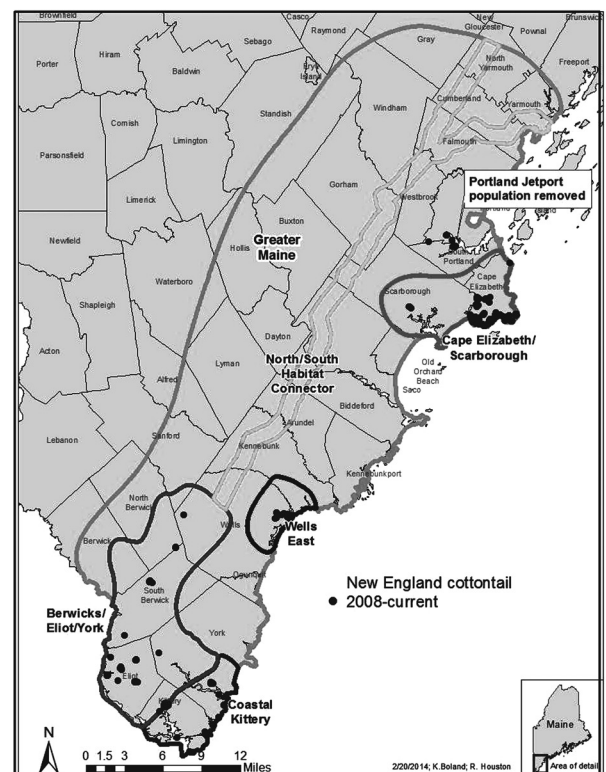 Brownfield
Casco
New
Gloucester
Brunswick
Pownal
Raymond
Gray
Hiram
Sebago
Porter
Baldwin
Frye
Island
North
Yarmouth
Freeport
Cumberland
Yarmouth
Standish
Windham
Cornish
Falmouth
Limington
Parsonsfield
Gorham
Westbrook
Portland Jetport
population removed
Limerick
Island
Buxton
Greater
Maine
Hollis
South
Portland
Newfield
Waterboro
Cape
Elizabeth
Scarborough
Shapleigh
Dayton
Cape Elizabeth/
Scarborough
Acton
Lyman
North/South
Habitat
Connector
Old
Orchard
Beach
Saco
Alfred
Biddeford
Lebanon
Sanford
Arundel
Kennebunk
Kennebunkport
North
Berwick
Wells
Wells
East
Berwick
Ogunquit
South
Berwick
New England cottontail
2008-current
Berwicks/
Eliot/York
York
Eliot
Kittery
Coastal
Kittery
N
Maine
0 1.5 3 6 9 12
Miles
2/20/2014; K.Boland; R. Houston
Area of detail